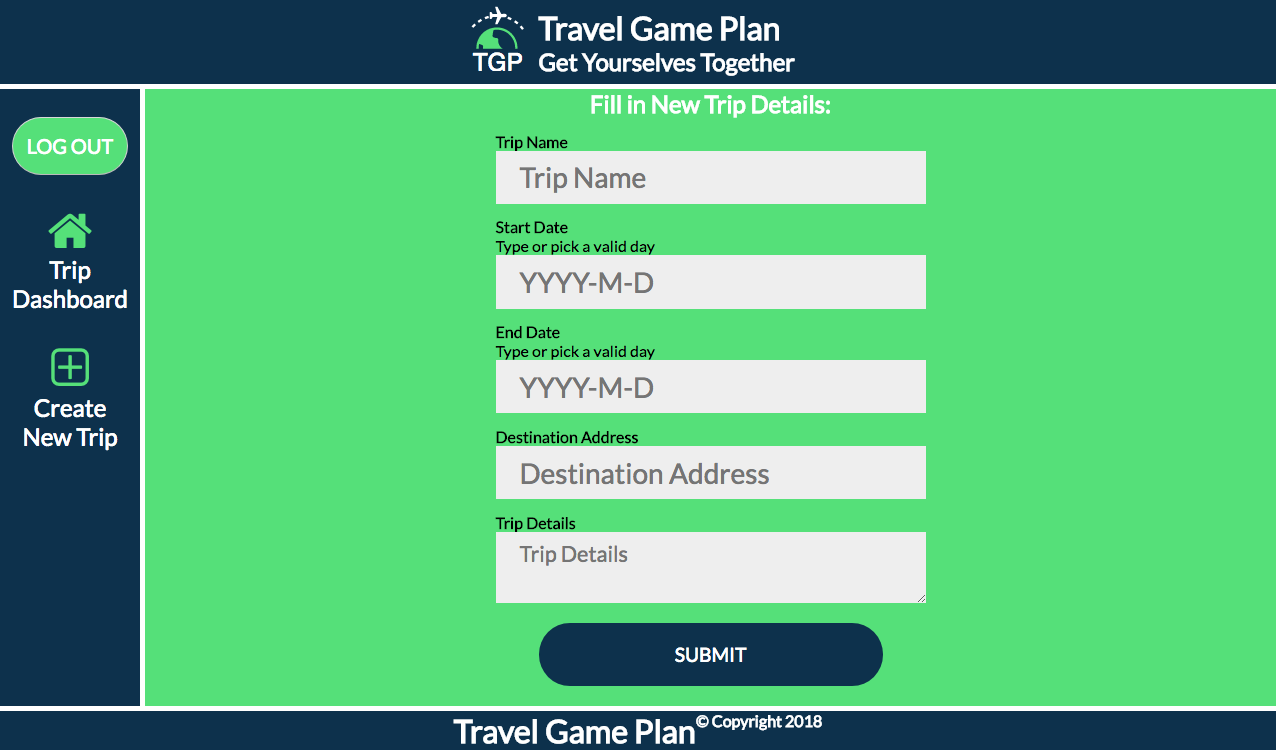 TGP
Travel Game Plan
Get Yourselves Together
LOG OUT
Trip
Dashboard
Create
New Trip
Fill in New Trip Details:
Trip Name
Trip Name
Start Date
Type or pick a valid day
YYYY-M-D
End Date
Type or pick a valid day
YYYY-M-D
Destination Address
Destination Address
Trip Details
Trip Details
SUBMIT
Travel Game Plan© Copyright 2018